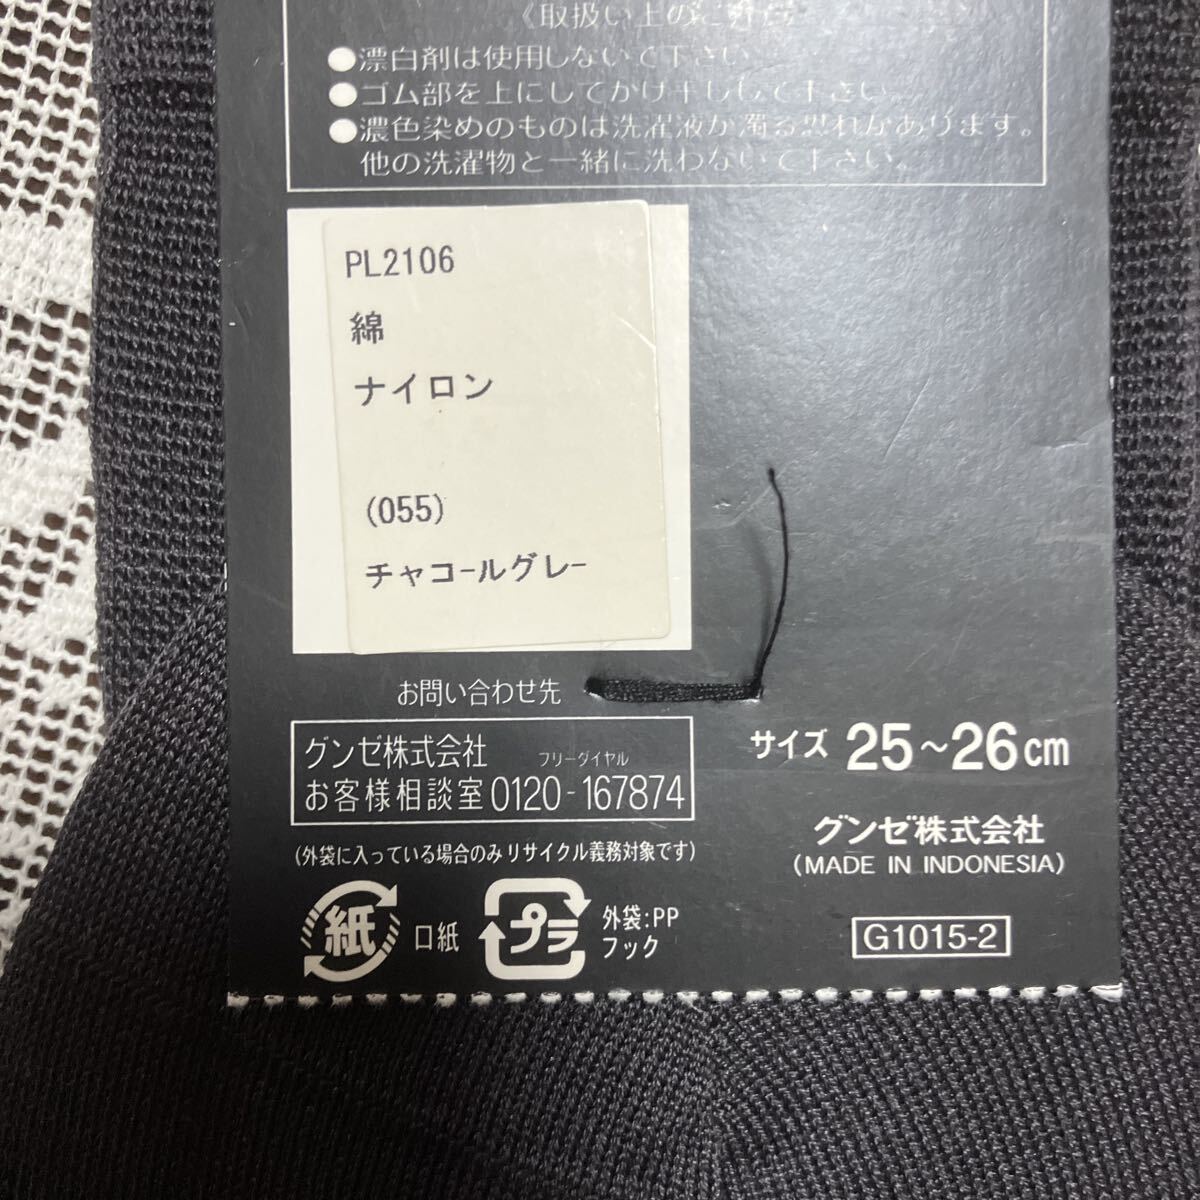 《取扱い上のご注意
●漂白剤は使用しないで下さい
●ゴム部を上にしてかけ干しして下さい
●濃色染めのものは洗濯液が濁る恐れがあります。
他の洗濯物と一緒に洗わないで下さい。
PL2106
綿
ナイロン
(055)
チャコールグレー
お問い合わせ先
グンゼ株式会社 フリーダイヤル
お客様相談室 0120-167874
(外袋に入っている場合のみリサイクル義務対象です)
紙 口紙 プラ 外袋:PP
フック
サイズ 25~26cm
グンゼ株式会社
(MADE IN INDONESIA)
G1015-2